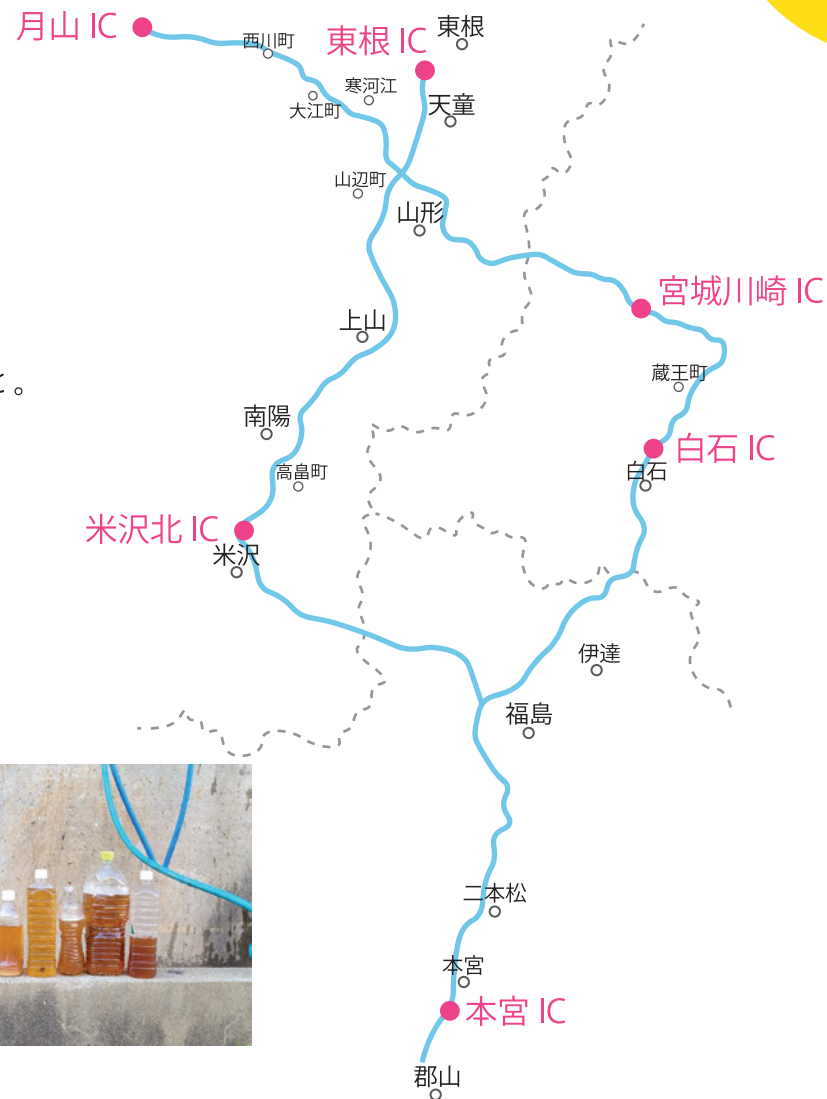 月山 IC
東根
東根 IC
西川町
寒河江
大江町
天童
山辺町
山形
宮城川崎 IC
上山
蔵王町
。
南陽
白石 IC
高畠町
白石
米沢北 IC
米沢
伊達
福島
二本松
本宮
本宮 IC
郡山